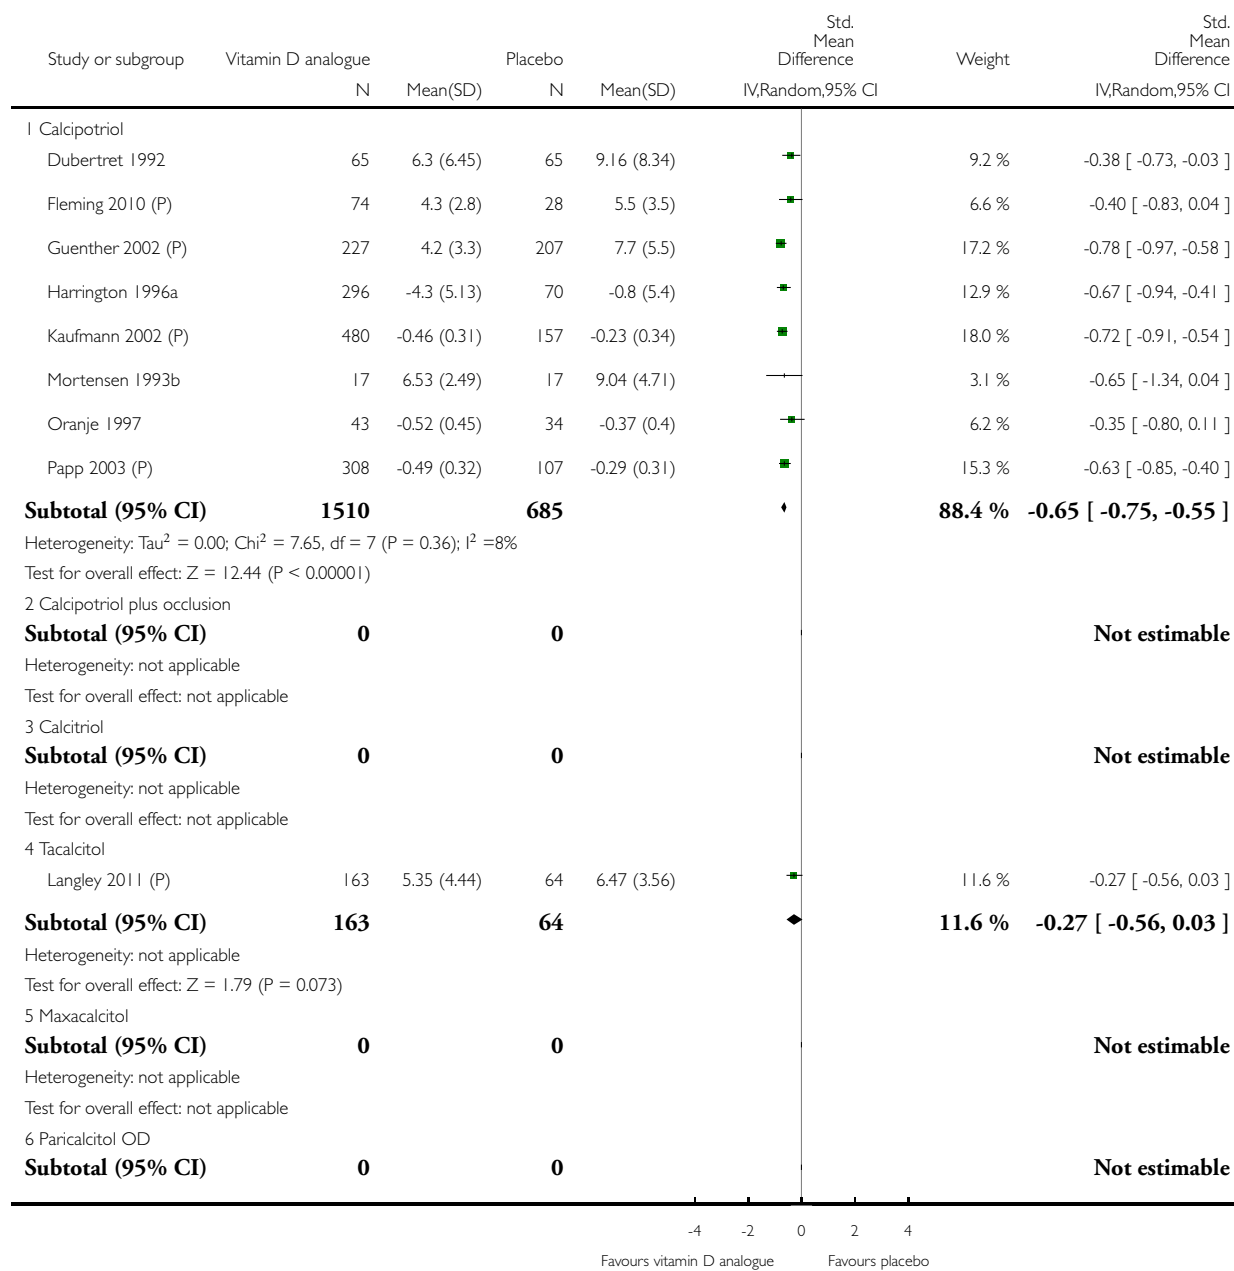 Std.
Mean
Difference
Std.
Mean
Difference
Study or subgroup Vitamin D analogue Placebo Weight
N Mean(SD) N Mean(SD) IV,Random,95% CI IV,Random,95% CI
1 Calcipotriol
Dubertret 1992 65 6.3 (6.45) 65 9.16 (8.34) 9.2 % -0.38 [ -0.73, -0.03 ]
Fleming 2010 (P) 74 4.3 (2.8) 28 5.5 (3.5) 6.6 % -0.40 [ -0.83, 0.04 ]
Guenther 2002 (P) 227 4.2 (3.3) 207 7.7 (5.5) 17.2 % -0.78 [ -0.97, -0.58 ]
Harrington 1996a 296 -4.3 (5.13) 70 -0.8 (5.4) 12.9 % -0.67 [ -0.94, -0.41 ]
Kaufmann 2002 (P) 480 -0.46 (0.31) 157 -0.23 (0.34) 18.0 % -0.72 [ -0.91, -0.54 ]
Mortensen 1993b 17 6.53 (2.49) 17 9.04 (4.71) 3.1 % -0.65 [ -1.34, 0.04 ]
Oranje 1997 43 -0.52 (0.45) 34 -0.37 (0.4) 6.2 % -0.35 [ -0.80, 0.11 ]
Papp 2003 (P) 308 -0.49 (0.32) 107 -0.29 (0.31) 15.3 % -0.63 [ -0.85, -0.40 ]
Subtotal (95% CI) 1510 685 88.4 % -0.65 [ -0.75, -0.55 ]
Heterogeneity: Tau² = 0.00; Chi² = 7.65, df = 7 (P = 0.36); I² =8%
Test for overall effect: Z = 12.44 (P < 0.00001)
2 Calcipotriol plus occlusion
Subtotal (95% CI) 0 0 Not estimable
Heterogeneity: not applicable
Test for overall effect: not applicable
3 Calcitriol
Subtotal (95% CI) 0 0 Not estimable
Heterogeneity: not applicable
Test for overall effect: not applicable
4 Tacalcitol
Langley 2011 (P) 163 5.35 (4.44) 64 6.47 (3.56) 11.6 % -0.27 [ -0.56, 0.03 ]
Subtotal (95% CI) 163 64 11.6 % -0.27 [ -0.56, 0.03 ]
Heterogeneity: not applicable
Test for overall effect: Z = 1.79 (P = 0.073)
5 Maxacalcitol
Subtotal (95% CI) 0 0 Not estimable
Heterogeneity: not applicable
Test for overall effect: not applicable
6 Paricalcitol OD
Subtotal (95% CI) 0 0 Not estimable
-4 -2 0 2 4
Favours vitamin D analogue Favours placebo